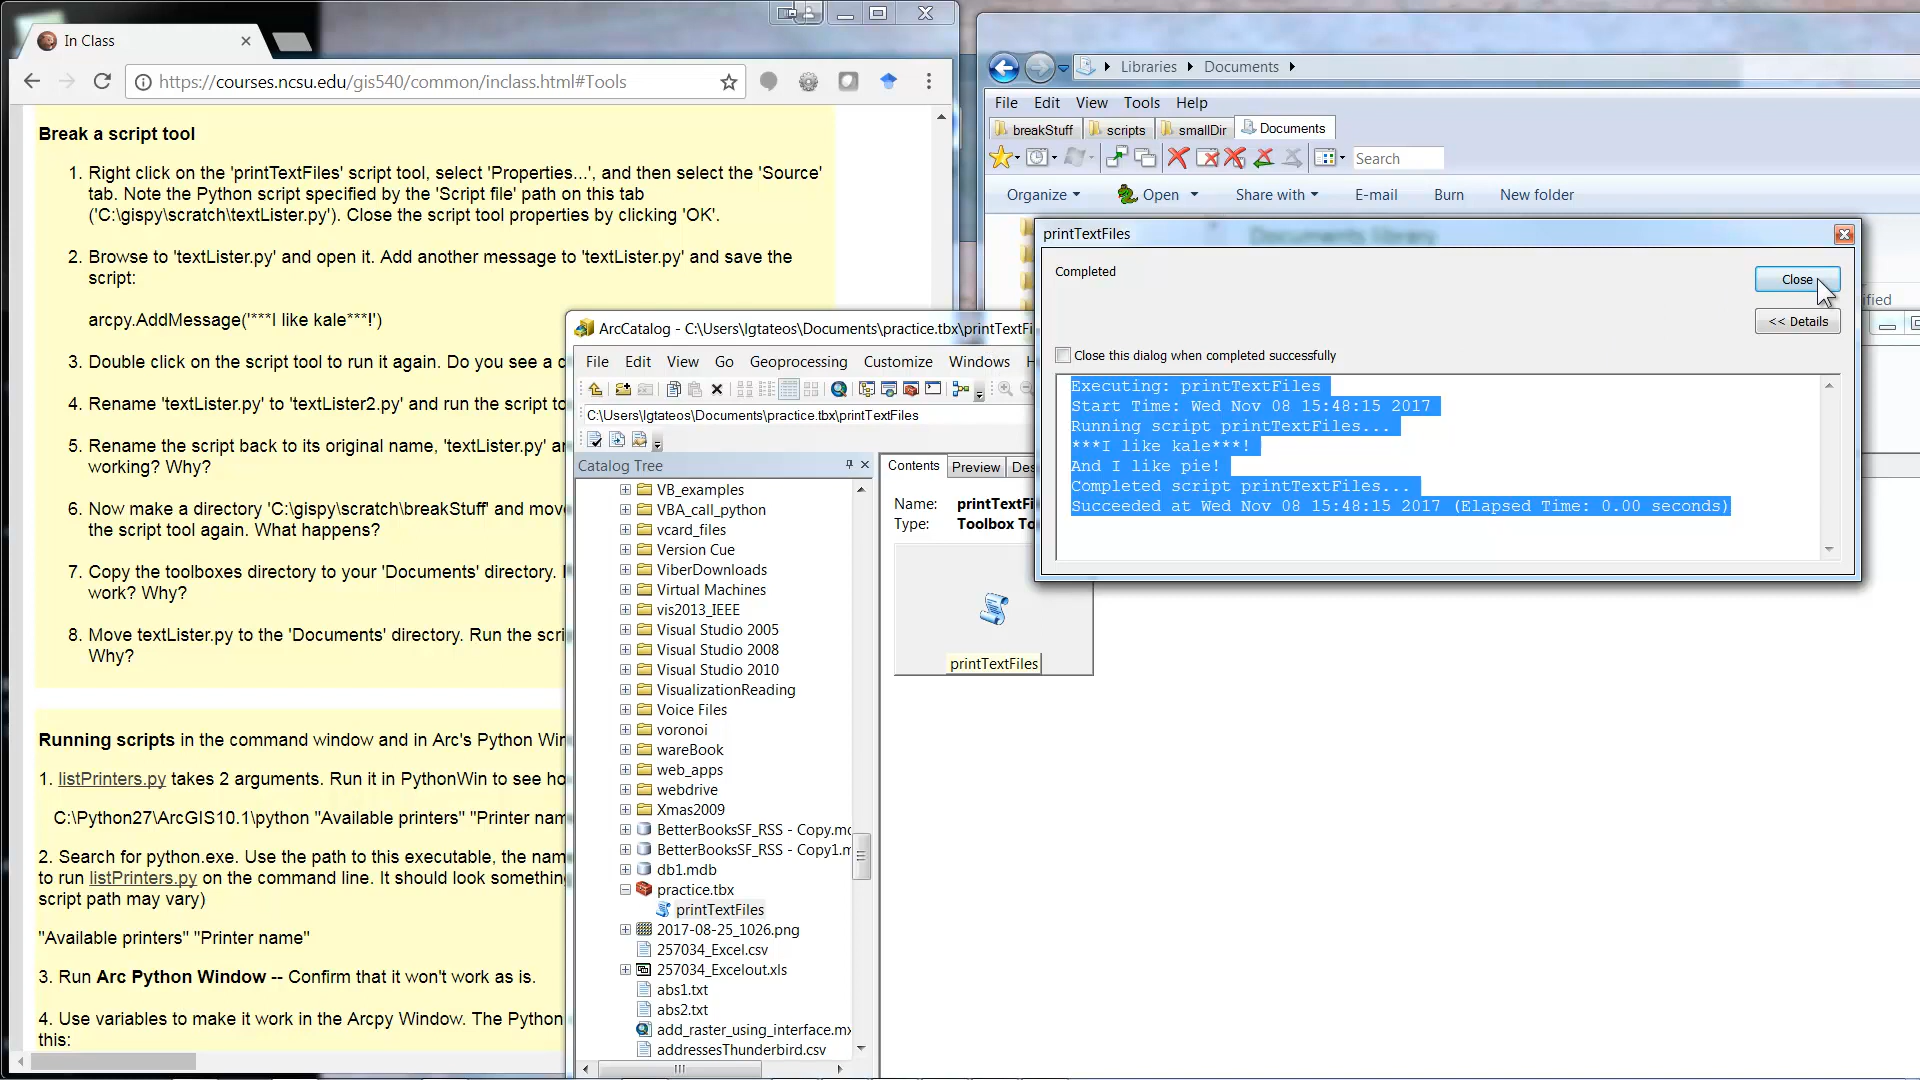 In Class
https://courses.ncsu.edu/gis540/common/inclass.html#Tools
Break a script tool
1. Right click on the 'printTextFiles' script tool, select 'Properties...', and then select the 'Source'
tab. Note the Python script specified by the 'Script file' path on this tab
('C:\gispy\scratch\textLister.py'). Close the script tool properties by clicking 'OK'.
2. Browse to 'textLister.py' and open it. Add another message to 'textLister.py' and save the
script:
arcpy.AddMessage('***I like kale***!')
3. Double click on the script tool to run it again. Do you see a
4. Rename 'textLister.py' to 'textLister2.py' and run the script
5. Rename the script back to its original name, 'textLister.py'
working? Why?
6. Now make a directory 'C:\gispy\scratch\breakStuff' and
the script tool again. What happens?
7. Copy the toolboxes directory to your 'Documents' directory.
work? Why?
8. Move textLister.py to the 'Documents' directory. Run the
Why?
Running scripts in the command window and in Arc's Python
1. listPrinters.py takes 2 arguments. Run it in PythonWin to see
C:\Python27\ArcGIS10.1\python "Available printers" "Printer
2. Search for python.exe. Use the path to this executable, the
to run listPrinters.py on the command line. It should look
script path may vary)
"Available printers" "Printer name"
3. Run Arc Python Window -- Confirm that it won't work as is.
4. Use variables to make it work in the Arcpy Window. The Python
this:
Libraries Documents
File Edit View Tools Help
breakStuff scripts smallDir Documents
Search
Organize Open Share with E-mail Burn New folder
Documents library
printTextFiles
Completed
Close
<< Details
Close this dialog when completed successfully
Executing: printTextFiles
Start Time: Wed Nov 08 15:48:15 2017
Running script printTextFiles...
***I like kale***!
And I like pie!
Completed script printTextFiles...
Succeeded at Wed Nov 08 15:48:15 2017 (Elapsed Time: 0.00 seconds)
ArcCatalog - C:\Users\lgtateos\Documents\practice.tbx\
File Edit View Go Geoprocessing Customize Windows
C:\Users\lgtateos\Documents\practice.tbx\printTextFiles
Catalog Tree
VB_examples
VBA_call_python
vcard_files
Version Cue
ViberDownloads
Virtual Machines
vis2013_IEEE
Visual Studio 2005
Visual Studio 2008
Visual Studio 2010
VisualizationReading
Voice Files
voronoi
wareBook
web_apps
webdrive
Xmas2009
BetterBooksSF_RSS - Copy
BetterBooksSF_RSS - Copy1
db1.mdb
practice.tbx
printTextFiles
2017-08-25_1026.png
257034_Excel.csv
257034_Excelout.xls
abs1.txt
abs2.txt
add_raster_using_interface
addressesThunderbird.csv
Contents Preview
Name:
Type: Toolbox
printTextFiles